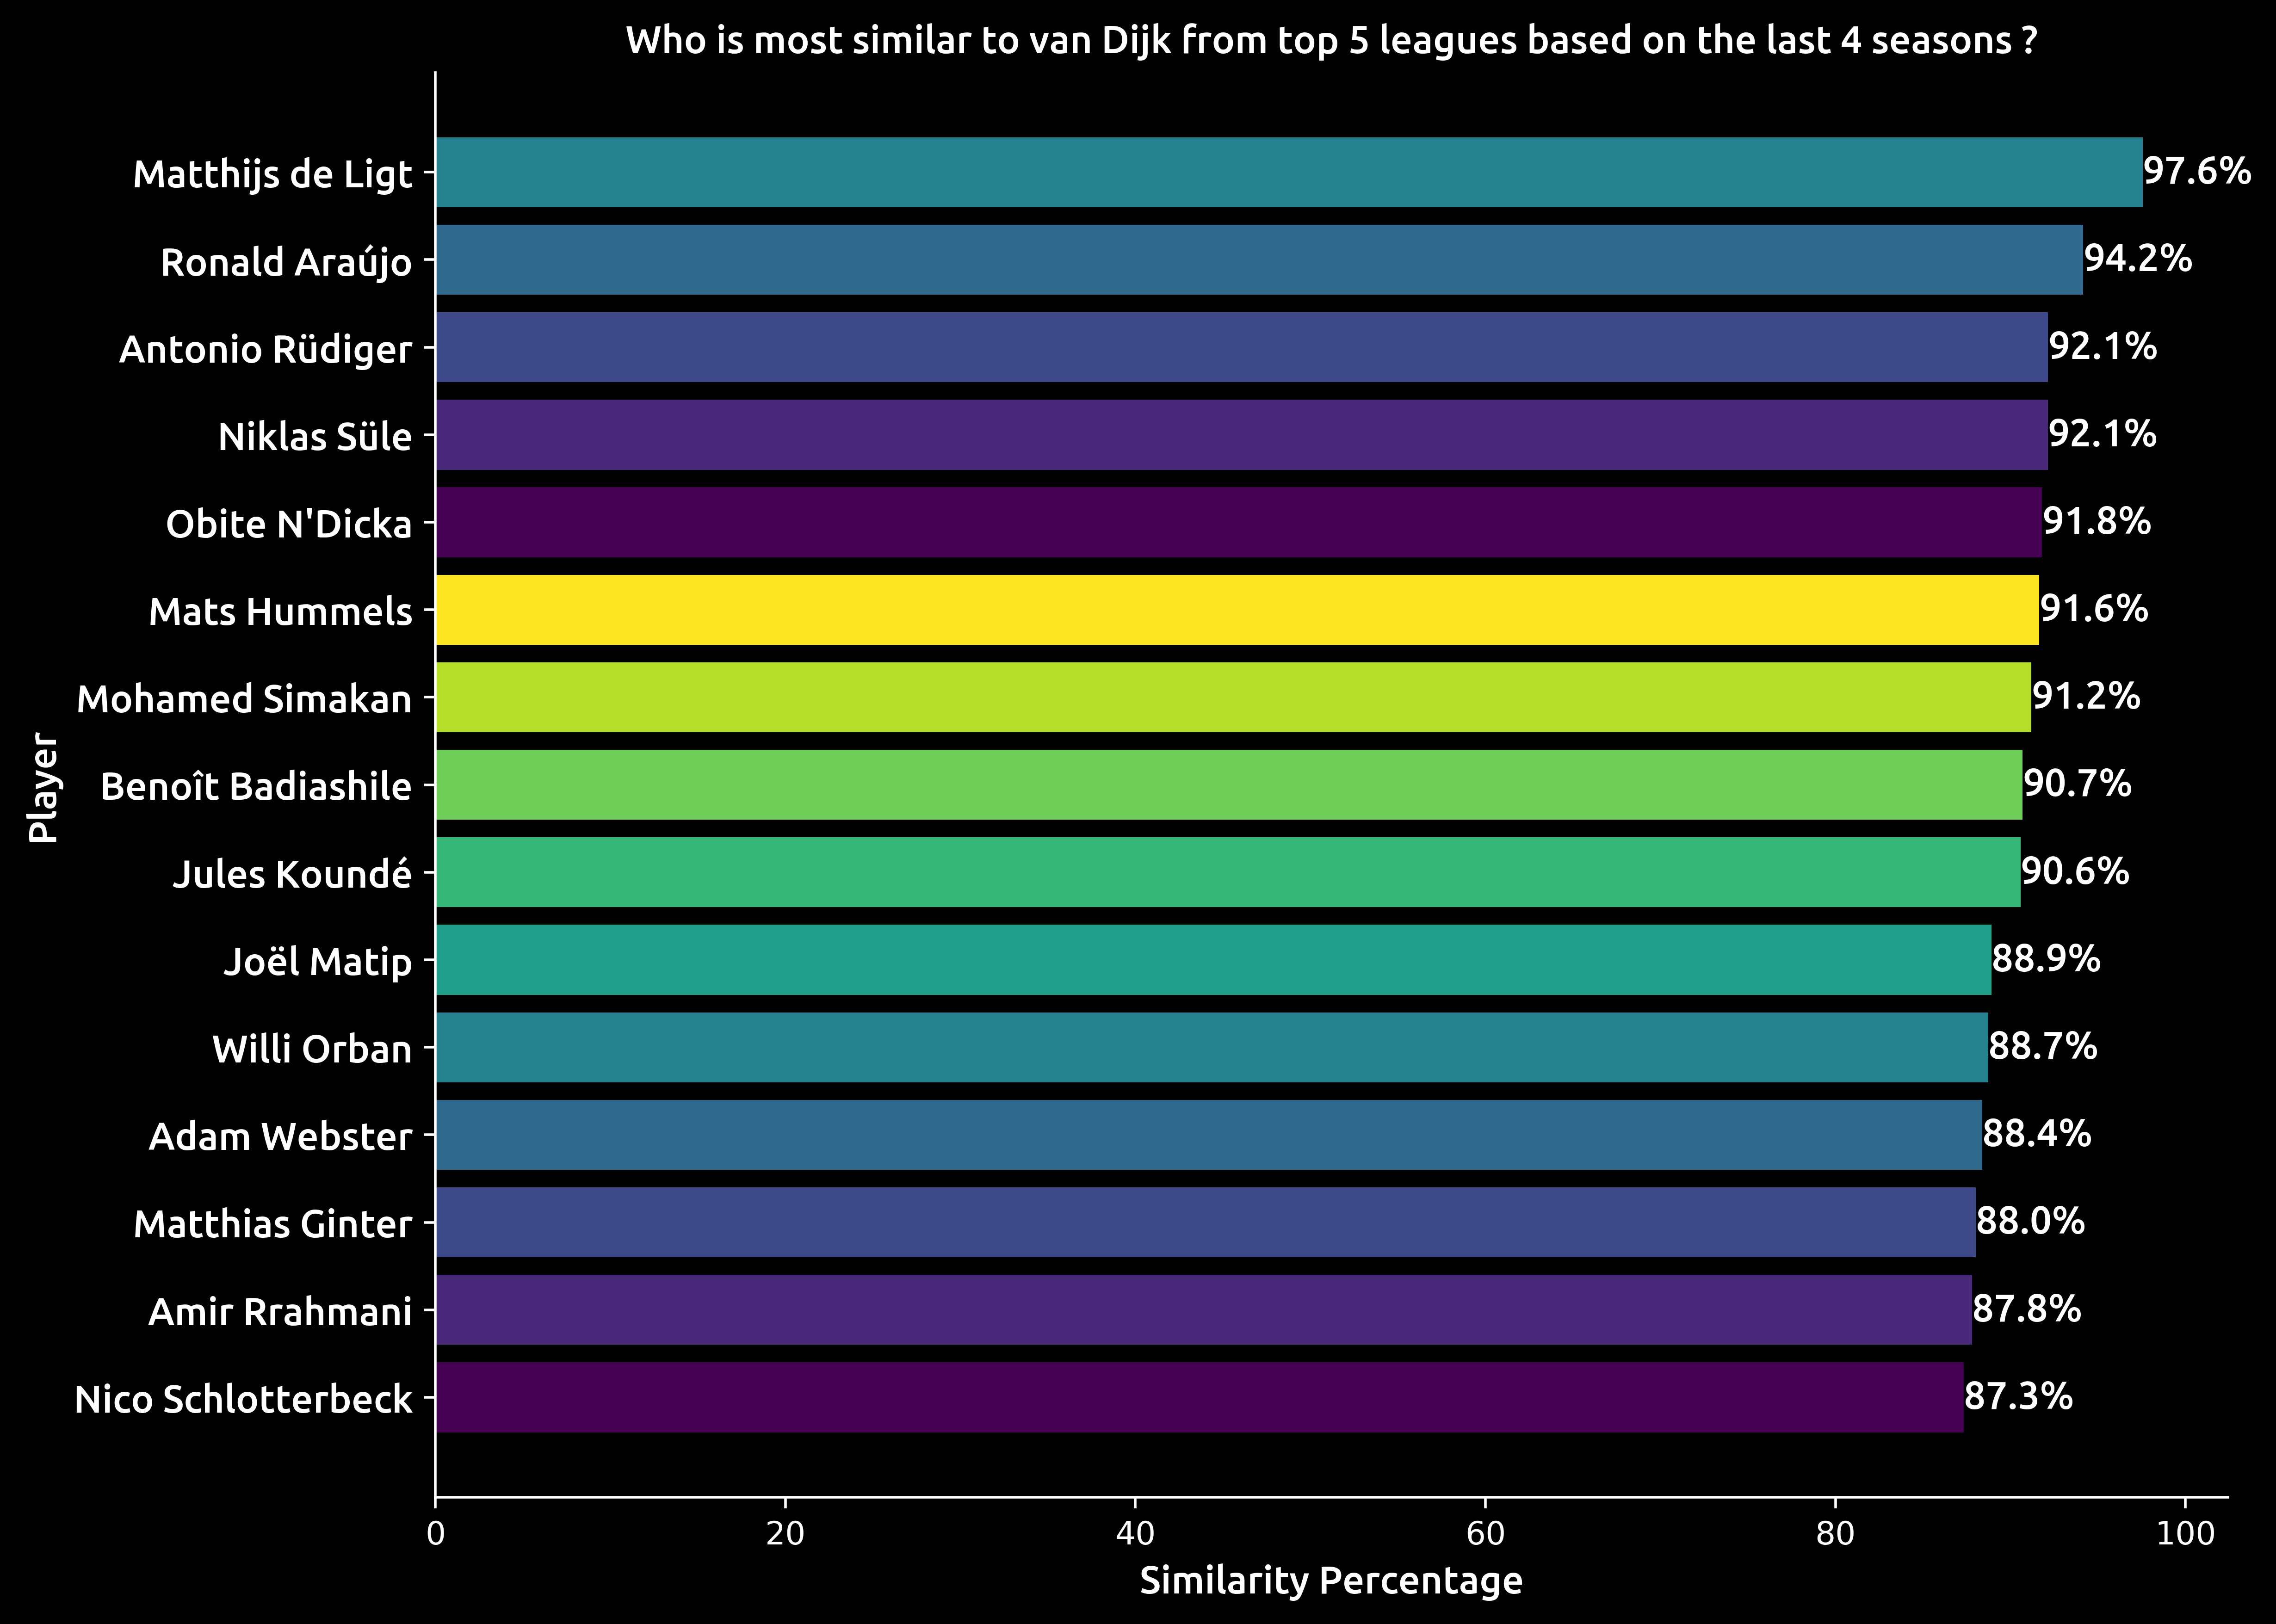 Who is most similar to van Dijk from top 5 leagues based on the last 4 seasons ?
Matthijs de Ligt 97.6%
Ronald Araújo 94.2%
Antonio Rüdiger 92.1%
Niklas Süle 92.1%
Obite N'Dicka 91.8%
Mats Hummels 91.6%
Mohamed Simakan 91.2%
Benoît Badiashile 90.7%
Jules Koundé 90.6%
Joël Matip 88.9%
Willi Orban 88.7%
Adam Webster 88.4%
Matthias Ginter 88.0%
Amir Rrahmani 87.8%
Nico Schlotterbeck 87.3%
Player
0 20 40 60 80 100
Similarity Percentage